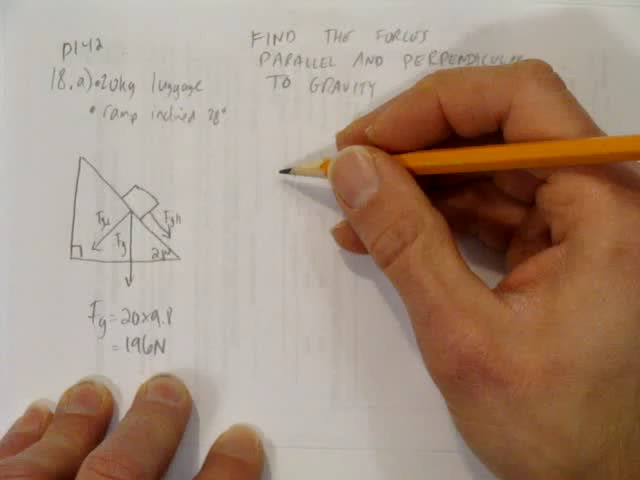 P142
18. a) • 20kg luggage
• ramp inclined 28°
FIND THE FORCES
PARALLEL AND PERPENDICULAR
TO GRAVITY
Fg
Fg = 20×9.8
= 196N